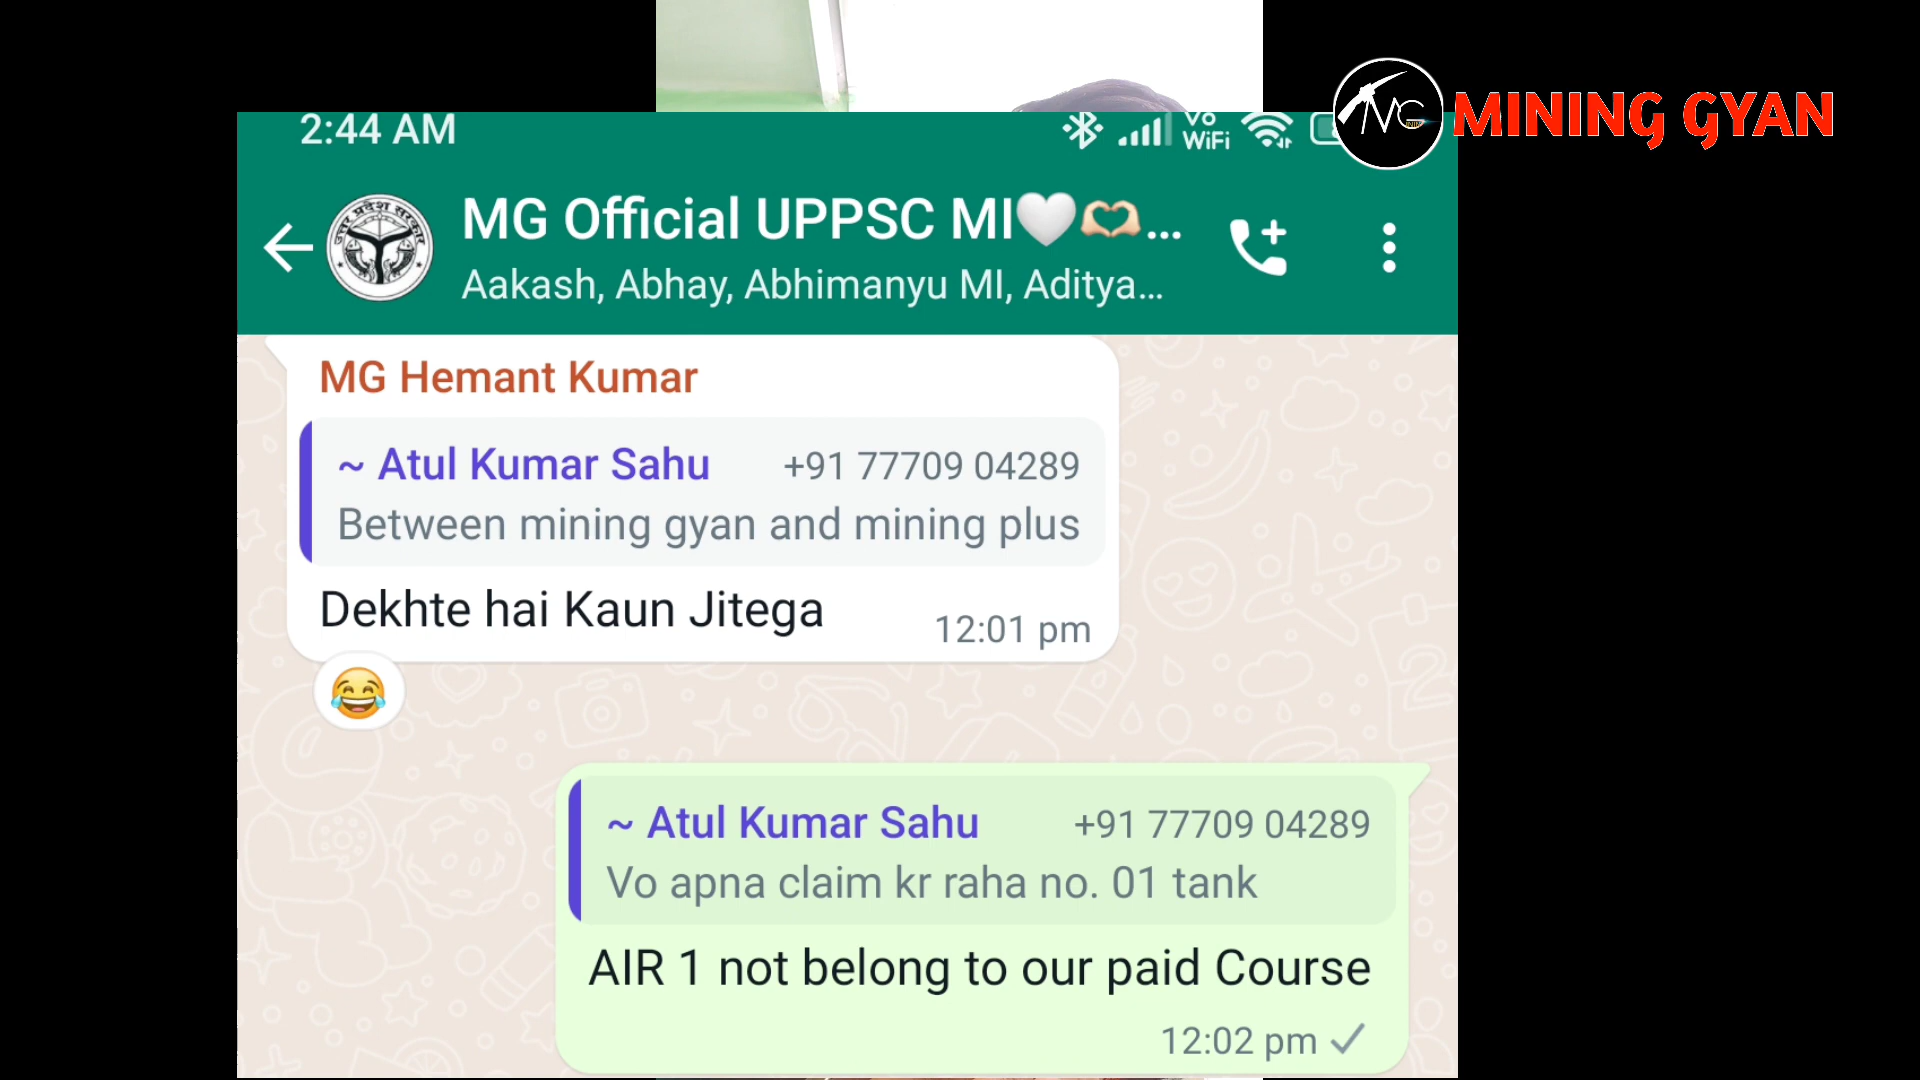 MINING GYAN
MG
2:44 AM
Vo
WiFi
MG Official UPPSC MI🤍🫶🏻...
Aakash, Abhay, Abhimanyu MI, Aditya...
MG Hemant Kumar
~ Atul Kumar Sahu +91 77709 04289
Between mining gyan and mining plus
Dekhte hai Kaun Jitega
12:01 pm
😂
~ Atul Kumar Sahu +91 77709 04289
Vo apna claim kr raha no. 01 tank
AIR 1 not belong to our paid Course
12:02 pm